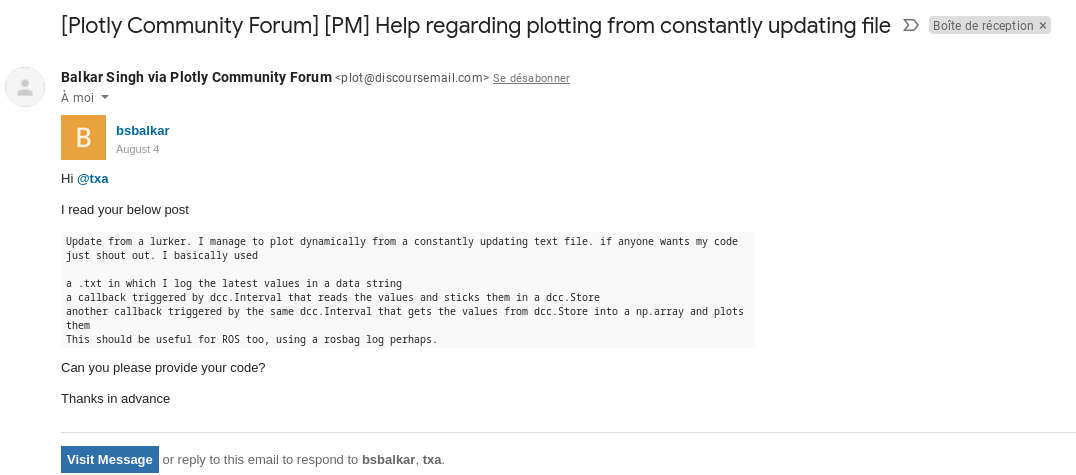 [Plotly Community Forum] [PM] Help regarding plotting from constantly updating file Boîte de réception ×
Balkar Singh via Plotly Community Forum <plot@discoursemail.com> Se désabonner
À moi
B
bsbalkar
August 4
Hi @txa
I read your below post
Update from a lurker. I manage to plot dynamically from a constantly updating text file. if anyone wants my code
just shout out. I basically used
a .txt in which I log the latest values in a data string
a callback triggered by dcc.Interval that reads the values and sticks them in a dcc.Store
another callback triggered by the same dcc.Interval that gets the values from dcc.Store into a np.array and plots
them
This should be useful for ROS too, using a rosbag log perhaps.
Can you please provide your code?
Thanks in advance
Visit Message or reply to this email to respond to bsbalkar, txa.